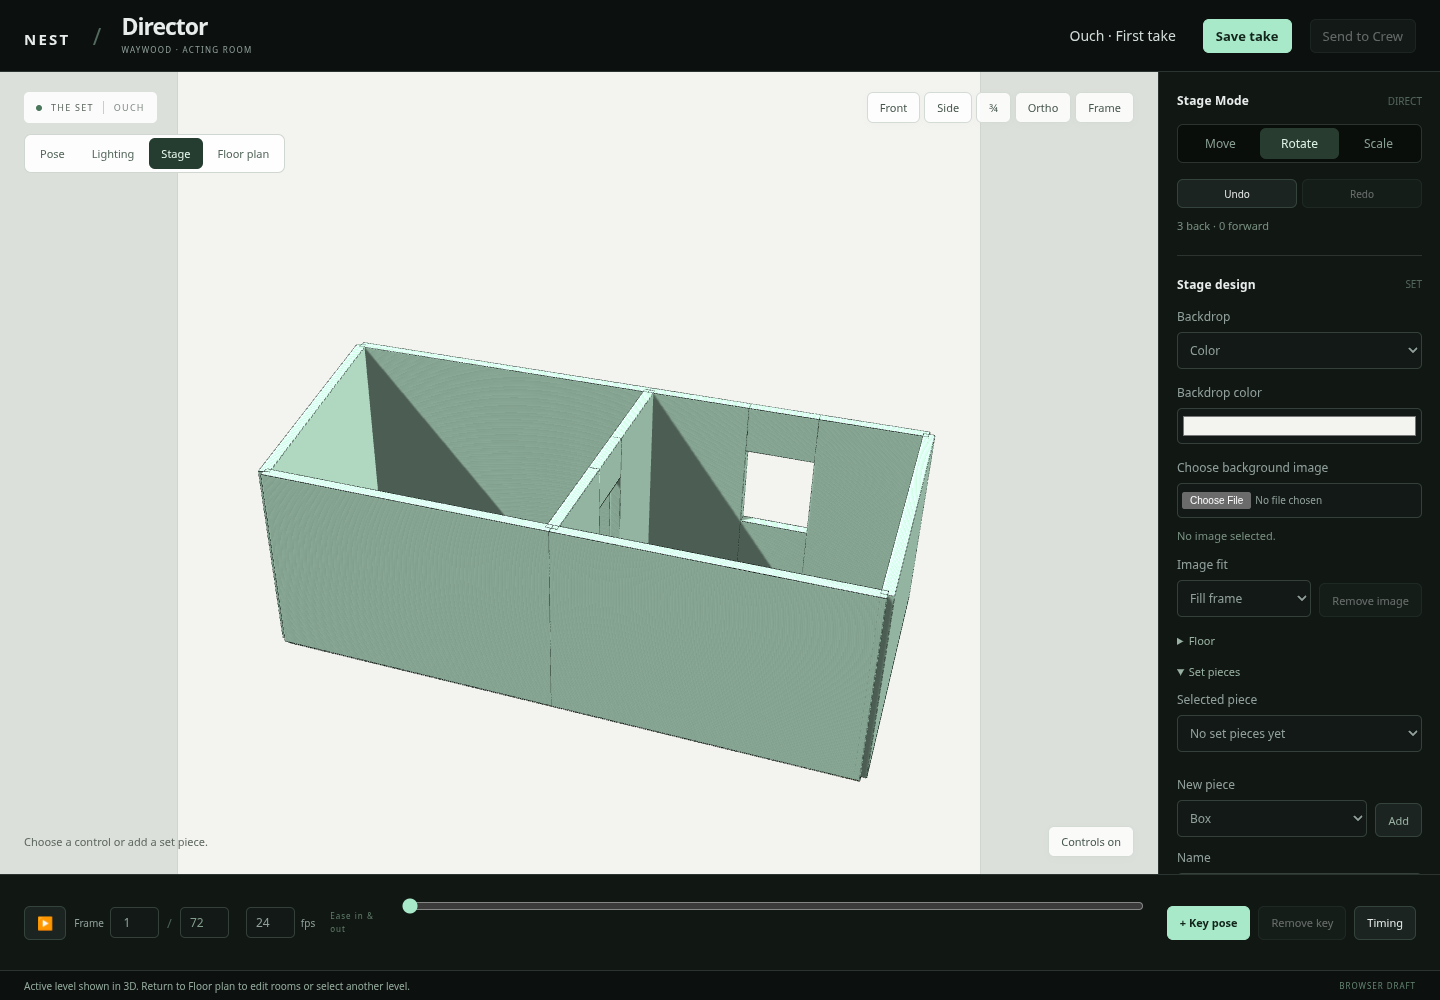 NEST / Director
WAYWOOD · ACTING ROOM
Ouch · First take
Save take
Send to Crew
THE SET | OUCH
Front
Side
¾
Ortho
Frame
Pose
Lighting
Stage
Floor plan
Choose a control or add a set piece.
Controls on
Stage Mode
DIRECT
Move
Rotate
Scale
Undo
Redo
3 back · 0 forward
Stage design
SET
Backdrop
Color
Backdrop color
Choose background image
Choose File No file chosen
No image selected.
Image fit
Fill frame
Remove image
Floor
Set pieces
Selected piece
No set pieces yet
New piece
Box
Add
Name
Frame 1 / 72 24 fps
Ease in &
out
+ Key pose
Remove key
Timing
Active level shown in 3D. Return to Floor plan to edit rooms or select another level.
BROWSER DRAFT